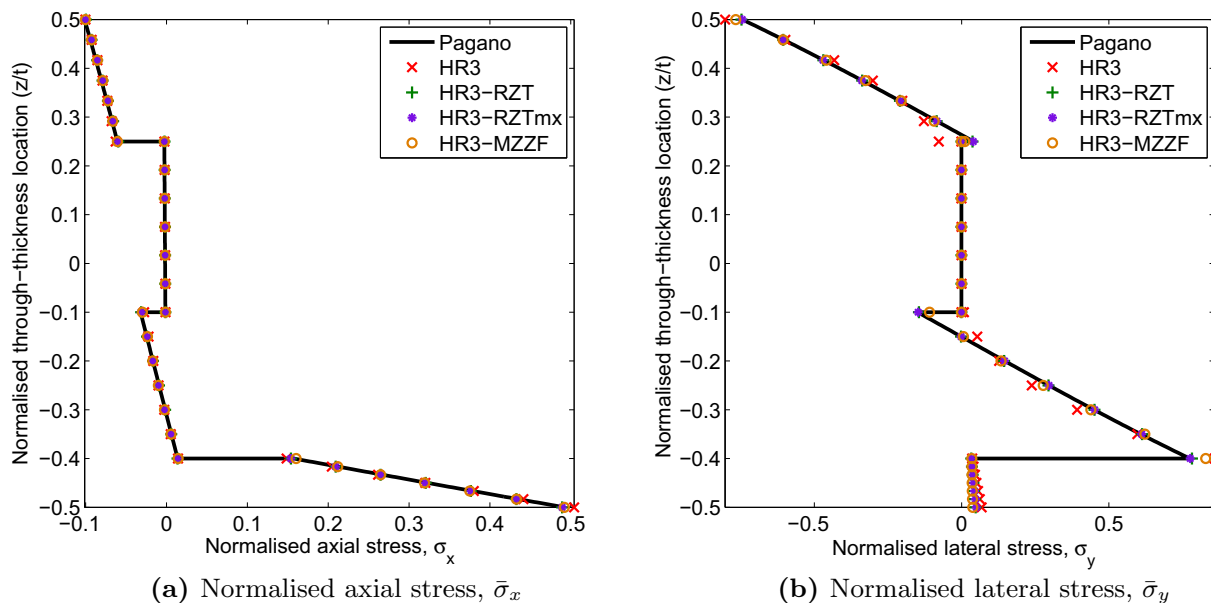 0.5
0.4
0.3
0.2
0.1
0
−0.1
−0.2
−0.3
−0.4
−0.5
−0.1
0
0.1
0.2
0.3
0.4
0.5
Normalised through−thickness location (z/t)
Normalised axial stress, σx
Pagano
HR3
HR3−RZT
HR3−RZTmx
HR3−MZZF
(a) Normalised axial stress, σ̄x
0.5
0.4
0.3
0.2
0.1
0
−0.1
−0.2
−0.3
−0.4
−0.5
−0.5
0
0.5
Normalised through−thickness location (z/t)
Normalised lateral stress, σy
Pagano
HR3
HR3−RZT
HR3−RZTmx
HR3−MZZF
(b) Normalised lateral stress, σ̄y